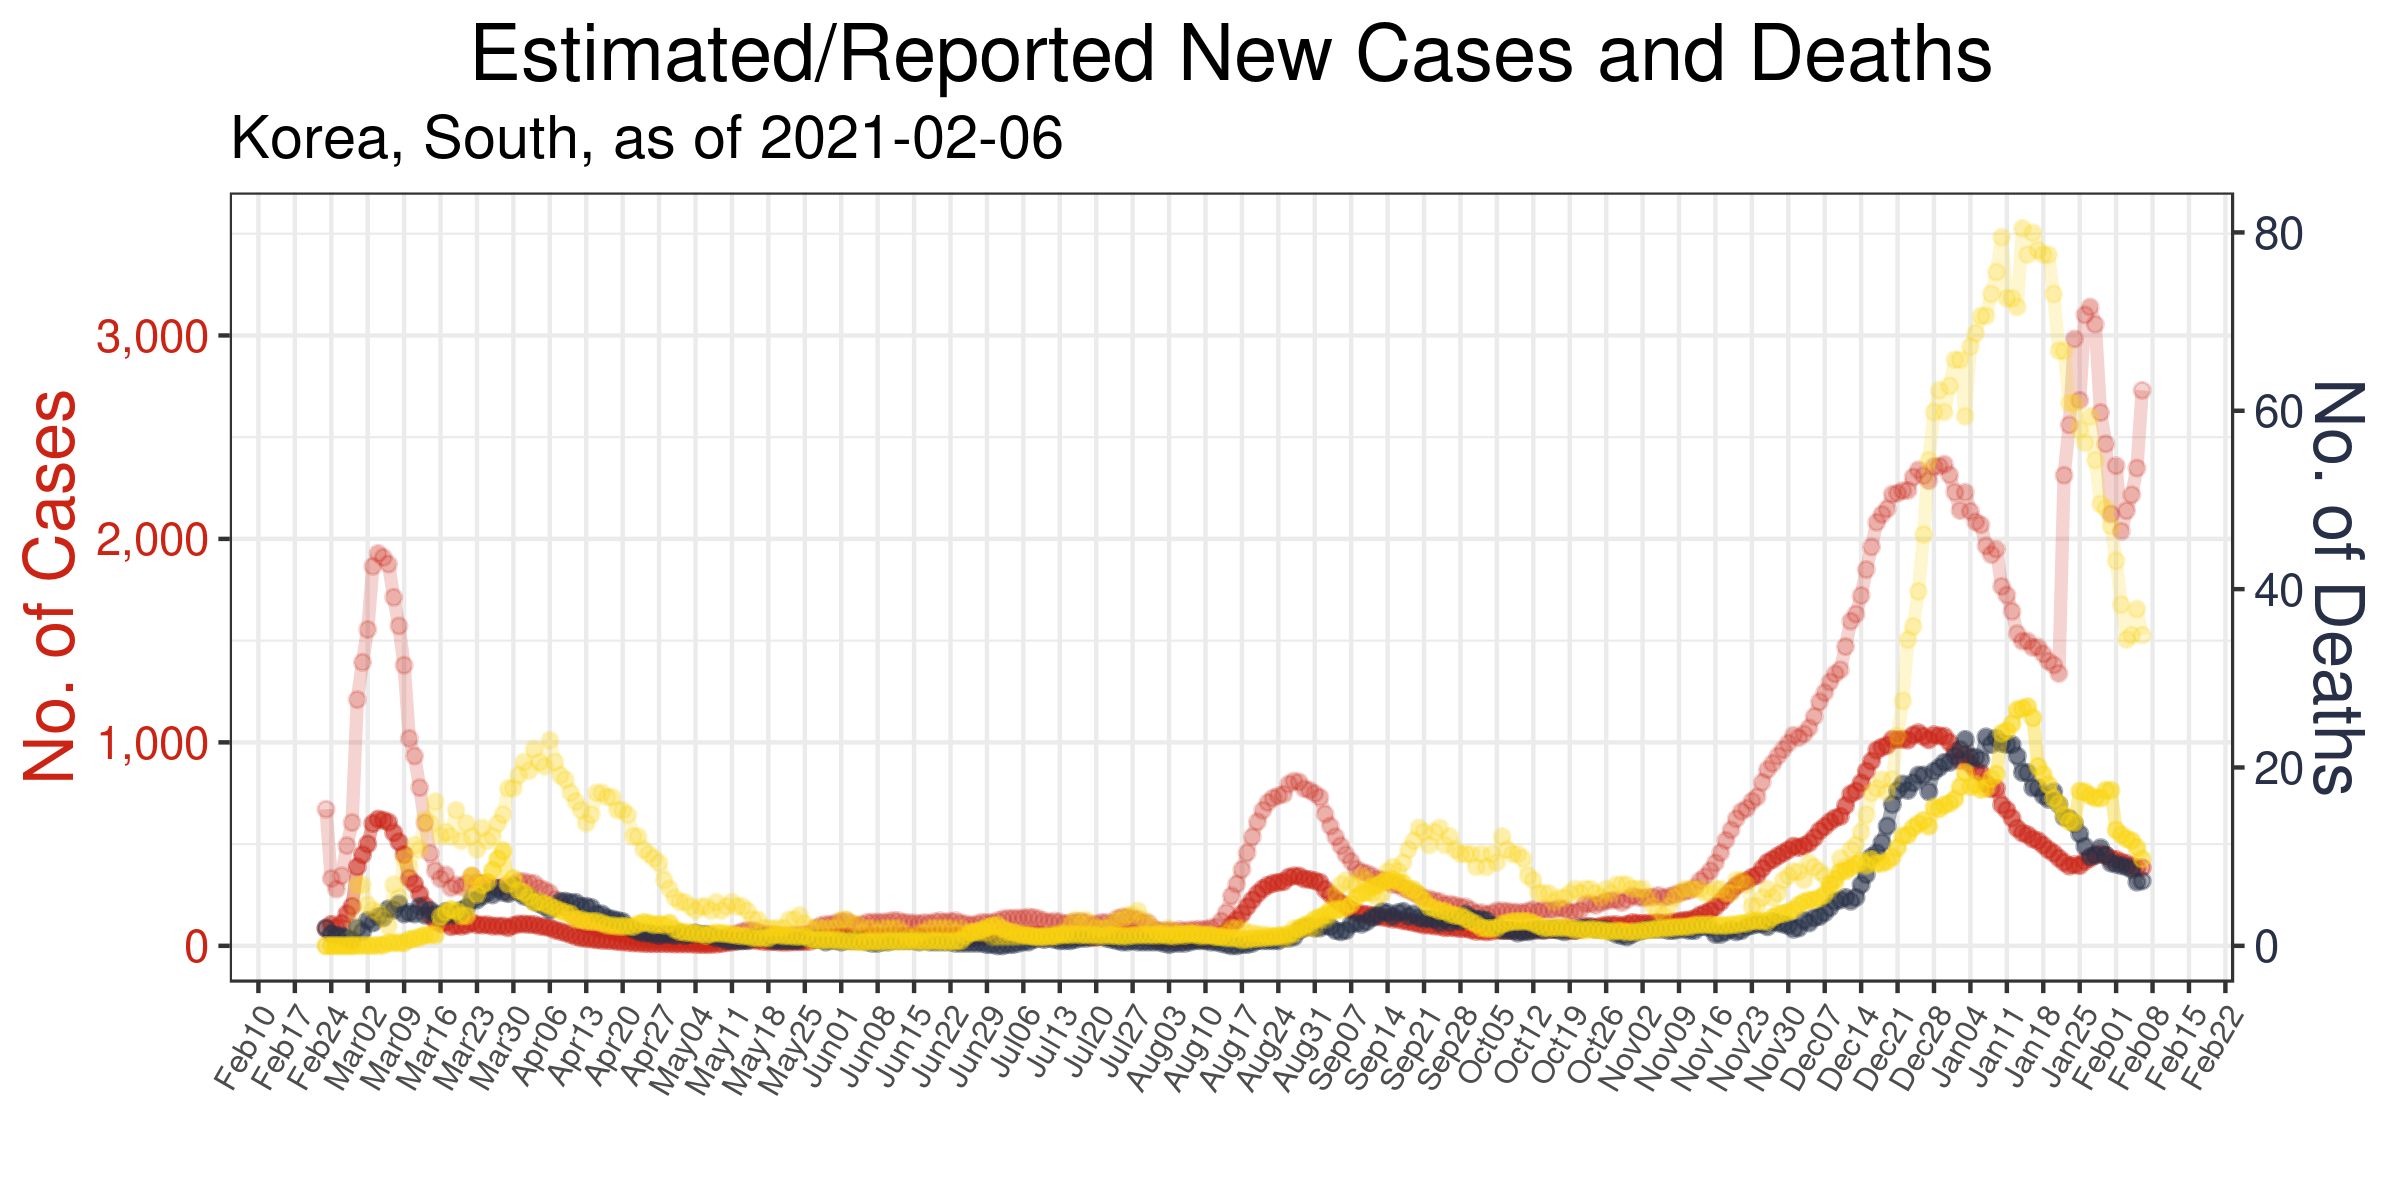 Estimated/Reported New Cases and Deaths
Korea, South, as of 2021-02-06
No. of Cases
3,000
2,000
1,000
0
80
60
40
20
0
No. of Deaths
Feb10
Feb17
Feb24
Mar02
Mar09
Mar16
Mar23
Mar30
Apr06
Apr13
Apr20
Apr27
May04
May11
May18
May25
Jun01
Jun08
Jun15
Jun22
Jun29
Jul06
Jul13
Jul20
Jul27
Aug03
Aug10
Aug17
Aug24
Aug31
Sep07
Sep14
Sep21
Sep28
Oct05
Oct12
Oct19
Oct26
Nov02
Nov09
Nov16
Nov23
Nov30
Dec07
Dec14
Dec21
Dec28
Jan04
Jan11
Jan18
Jan25
Feb01
Feb08
Feb15
Feb22